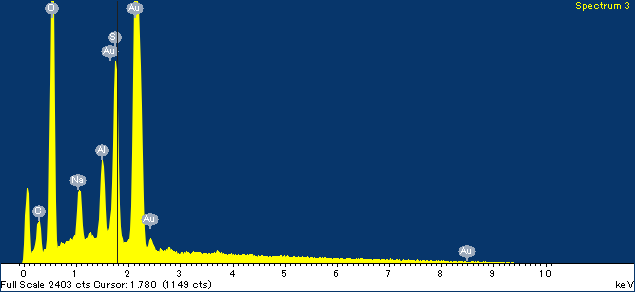 Spectrum 3
O Au
S
Au
Al
Na
C Au
Au
0 1 2 3 4 5 6 7 8 9 10
Full Scale 2403 cts Cursor: 1.780 (1149 cts) keV